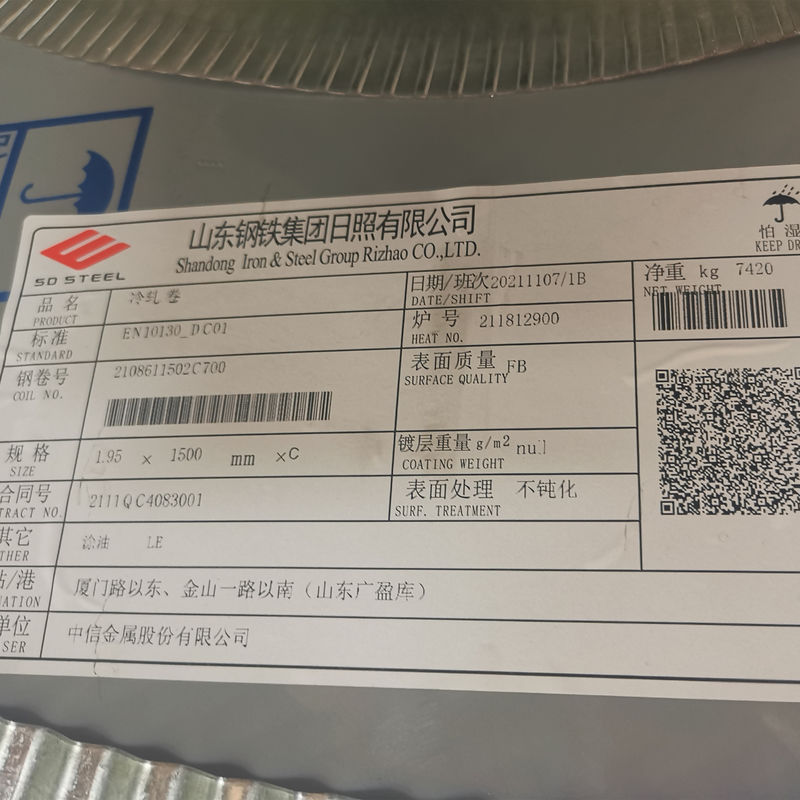 山东钢铁集团日照有限公司
Shandong Iron & Steel Group Rizhao CO.,LTD.
SD STEEL
怕 湿
KEEP DR
品 名
PRODUCT
冷轧卷
日期/班次20211107/1B
DATE/SHIFT
净重 kg 7420
NET WEIGHT
标准
STANDARD
EN10130_DC01
炉 号 211812900
HEAT NO.
钢卷号
COIL NO.
2108611502C700
表面质量 FB
SURFACE QUALITY
规 格
SIZE
1.95 × 1500 mm ×C
镀层重量 g/m² null
COATING WEIGHT
合同号
TRACT NO.
2111QC4083001
表面处理 不钝化
SURF. TREATMENT
其它
THER
涂油 LE
站/港
NATION
厦门路以东、金山一路以南（山东广盈库）
单位
SER
中信金属股份有限公司